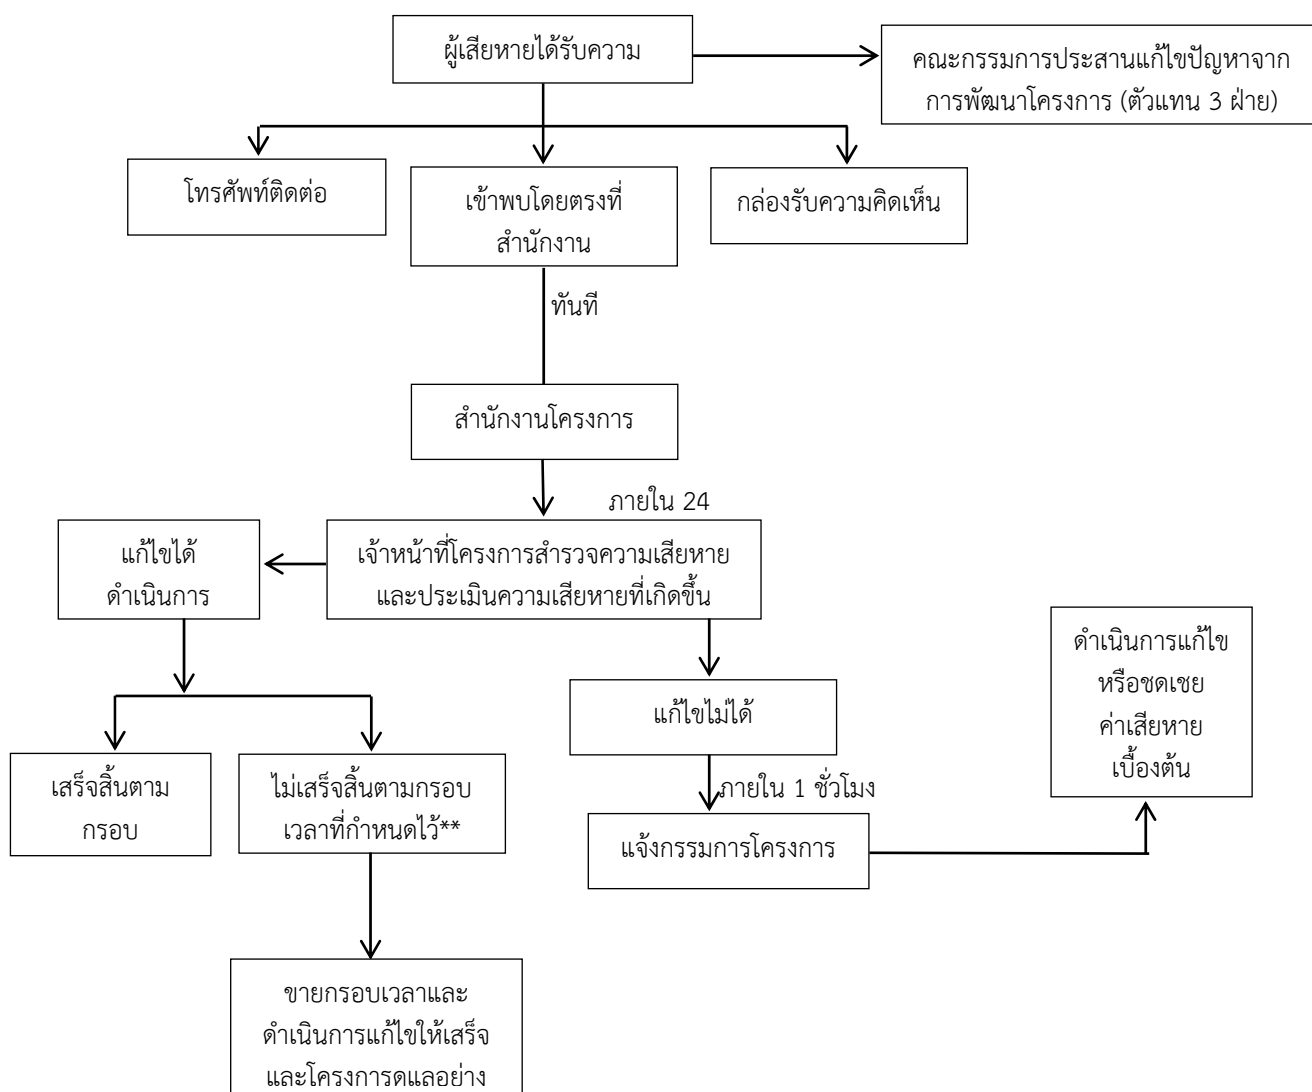 ผู้เสียหายได้รับความ
คณะกรรมการประสานแก้ไขปัญหาจาก
การพัฒนาโครงการ (ตัวแทน 3 ฝ่าย)
โทรศัพท์ติดต่อ
เข้าพบโดยตรงที่
สำนักงาน
กล่องรับความคิดเห็น
ทันที
สำนักงานโครงการ
ภายใน 24
แก้ไขได้
ดำเนินการ
เจ้าหน้าที่โครงการสำรวจความเสียหาย
และประเมินความเสียหายที่เกิดขึ้น
ดำเนินการแก้ไข
หรือชดเชย
ค่าเสียหาย
เบื้องต้น
แก้ไขไม่ได้
เสร็จสิ้นตาม
กรอบ
ไม่เสร็จสิ้นตามกรอบ
เวลาที่กำหนดไว้**
ภายใน 1 ชั่วโมง
แจ้งกรรมการโครงการ
ขายกรอบเวลาและ
ดำเนินการแก้ไขให้เสร็จ
และโครงการดแลอย่าง